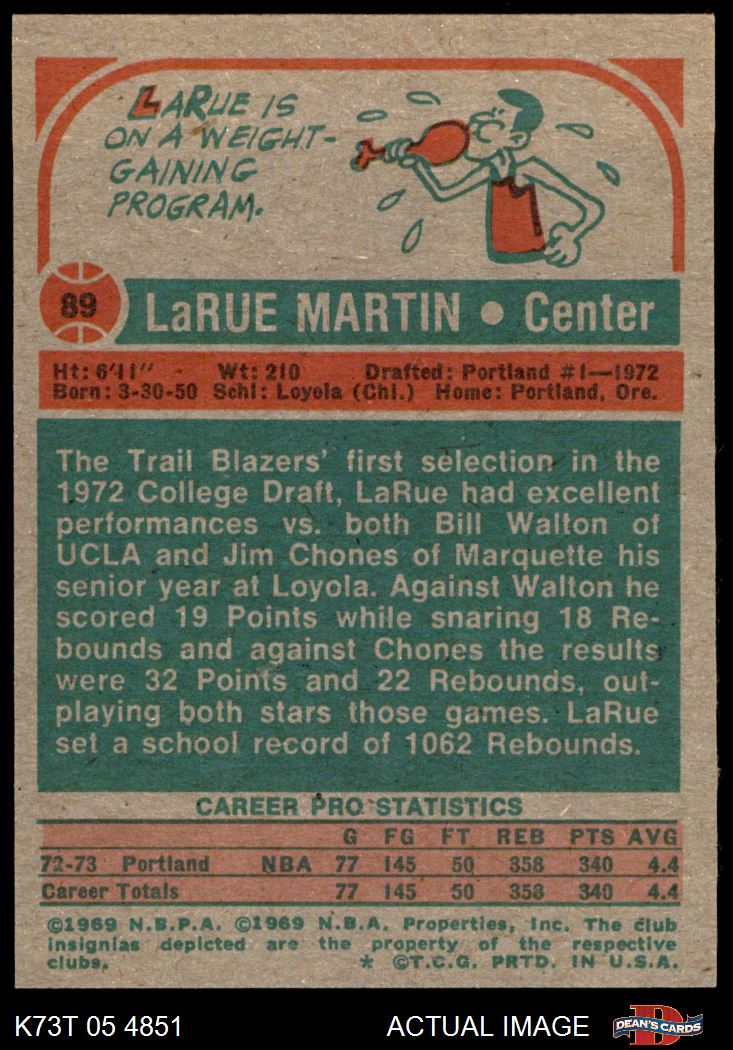 LARUE IS
ON A WEIGHT-
GAINING
PROGRAM.
89
LaRUE MARTIN • Center
Ht: 6'11" Wt: 210 Drafted: Portland #1—1972
Born: 3-30-50 Schl: Loyola (Chi.) Home: Portland, Ore.
The Trail Blazers' first selection in the
1972 College Draft, LaRue had excellent
performances vs. both Bill Walton of
UCLA and Jim Chones of Marquette his
senior year at Loyola. Against Walton he
scored 19 Points while snaring 18 Re-
bounds and against Chones the results
were 32 Points and 22 Rebounds, out-
playing both stars those games. LaRue
set a school record of 1062 Rebounds.
CAREER PRO STATISTICS
G FG FT REB PTS AVG
72-73 Portland NBA 77 145 50 358 340 4.4
Career Totals 77 145 50 358 340 4.4
©1969 N.B.P.A. ©1969 N.B.A. Properties, Inc. The club
insignias depicted are the property of the respective
clubs. * ©T.C.G. PRTD. IN U.S.A.
K73T 05 4851 ACTUAL IMAGE
D
DEAN'S CARDS